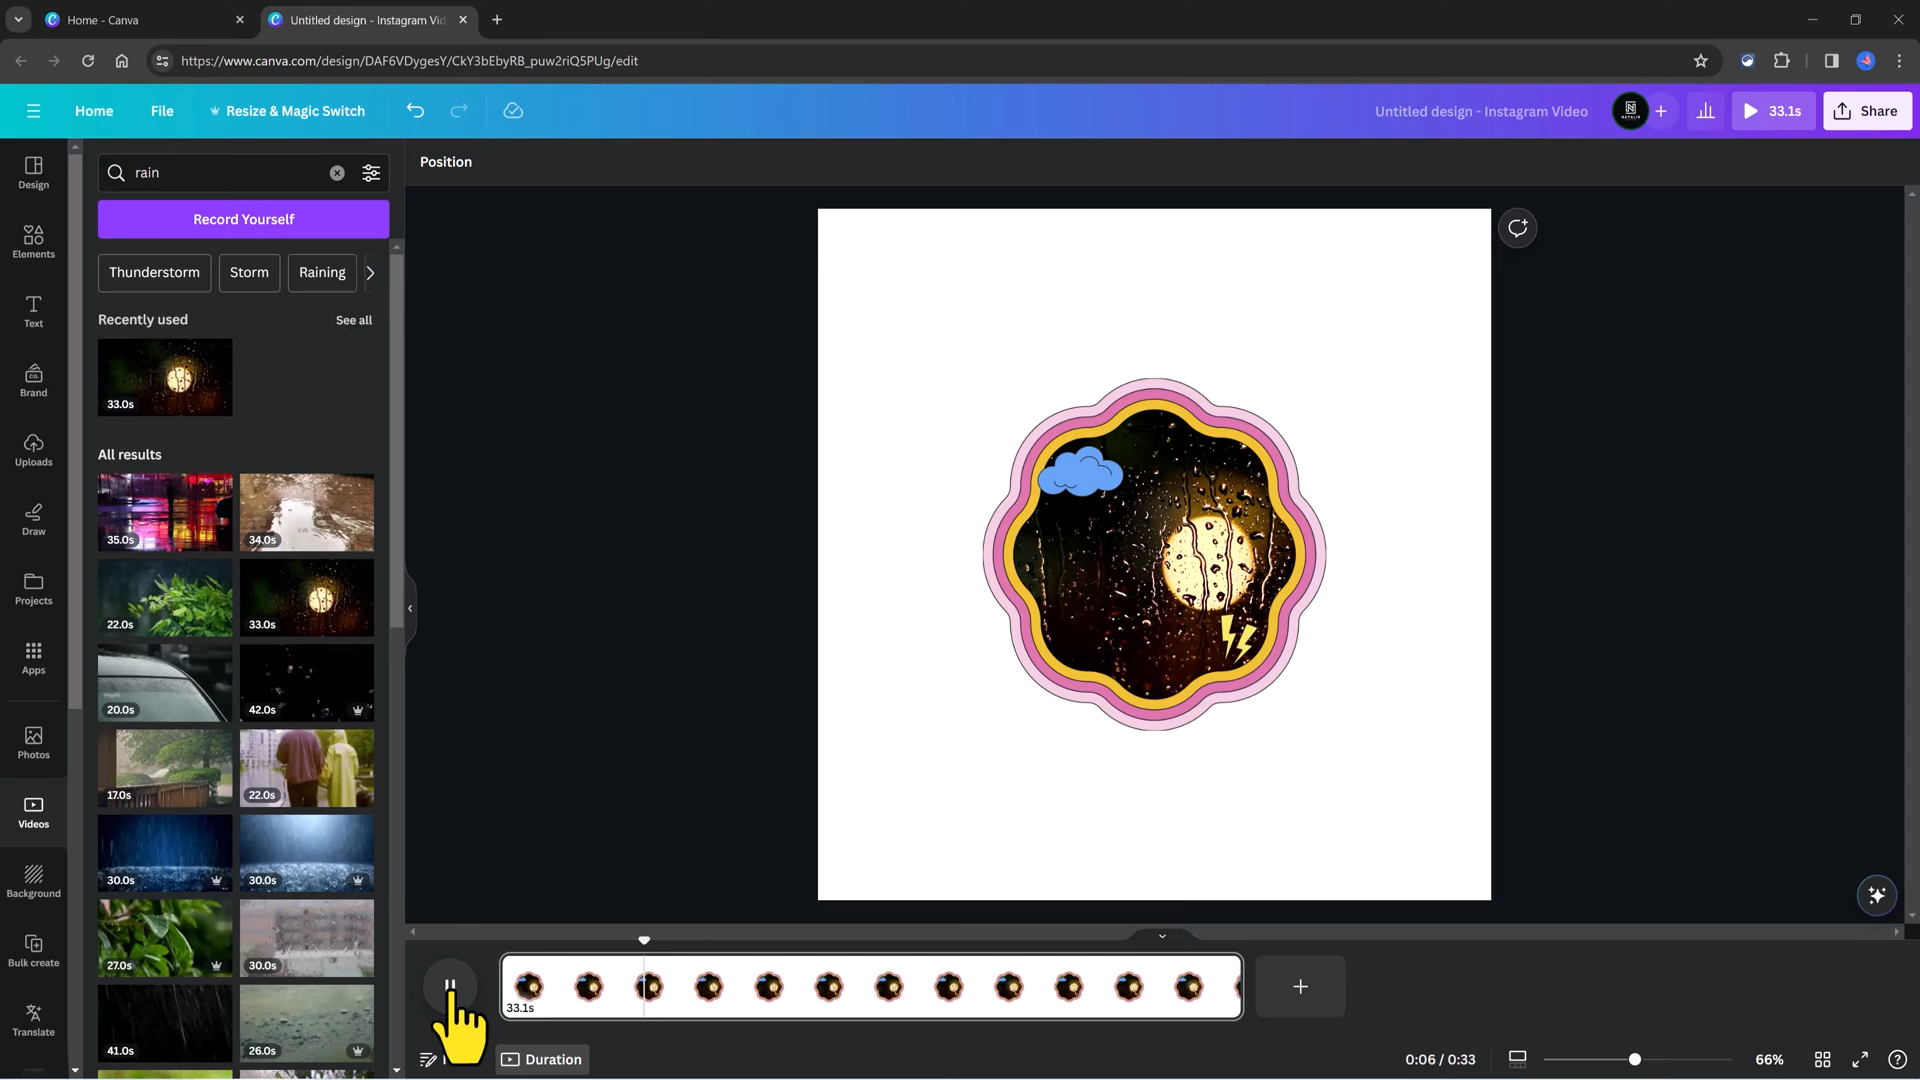 Home - Canva
Untitled design - Instagram Vid
https://www.canva.com/design/DAF6VDygesY/CkY3bEbyRB_puw2riQ5PUg/edit
Home
File
Resize & Magic Switch
Untitled design - Instagram Video
33.1s
Share
Design
Elements
Text
Brand
Uploads
Draw
Projects
Apps
Photos
Videos
Background
Bulk create
Translate
rain
Record Yourself
Thunderstorm
Storm
Raining
Recently used
See all
33.0s
All results
35.0s
34.0s
22.0s
33.0s
20.0s
42.0s
17.0s
22.0s
30.0s
30.0s
27.0s
30.0s
41.0s
26.0s
Position
33.1s
Duration
0:06 / 0:33
66%